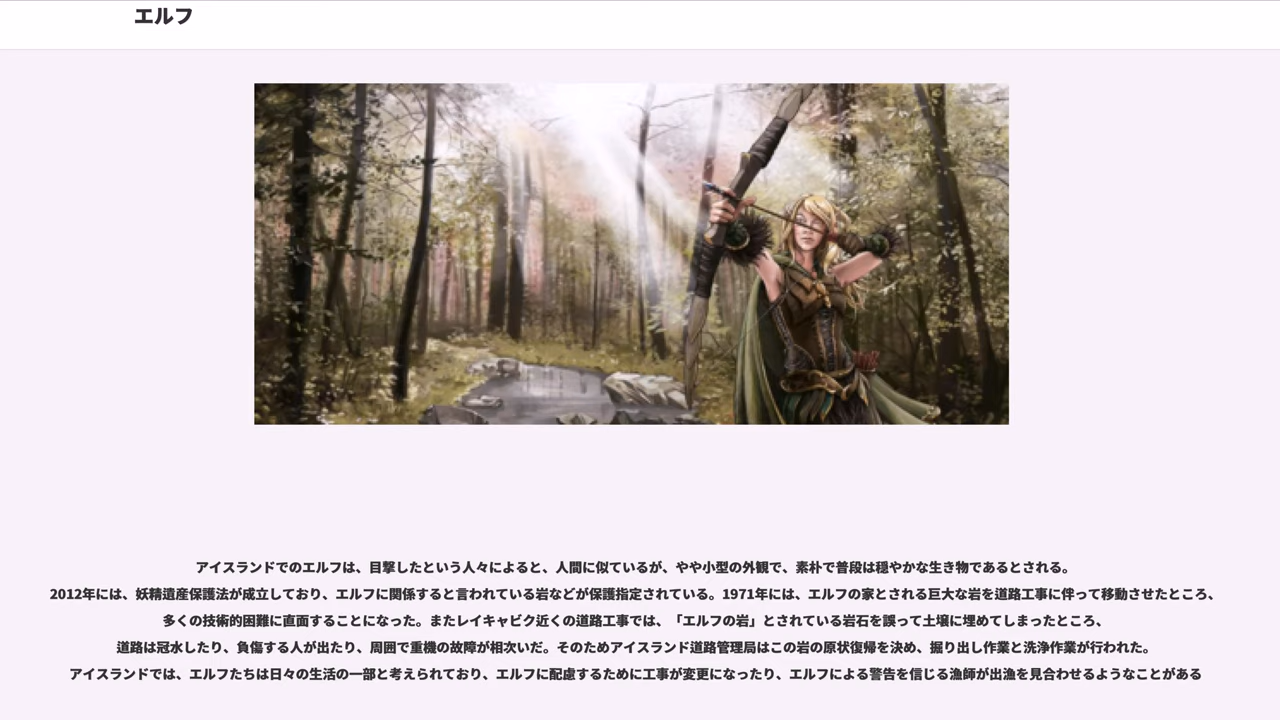 エルフ
アイスランドでのエルフは、目撃したという人々によると、人間に似ているが、やや小型の外観で、素朴で普段は穏やかな生き物であるとされる。
2012年には、妖精遺産保護法が成立しており、エルフに関係すると言われている岩などが保護指定されている。1971年には、エルフの家とされる巨大な岩を道路工事に伴って移動させたところ、
多くの技術的困難に直面することになった。またレイキャビク近くの道路工事では、「エルフの岩」とされている岩石を誤って土壌に埋めてしまったところ、
道路は冠水したり、負傷する人が出たり、周囲で重機の故障が相次いだ。そのためアイスランド道路管理局はこの岩の原状復帰を決め、掘り出し作業と洗浄作業が行われた。
アイスランドでは、エルフたちは日々の生活の一部と考えられており、エルフに配慮するために工事が変更になったり、エルフによる警告を信じる漁師が出漁を見合わせるようなことがある